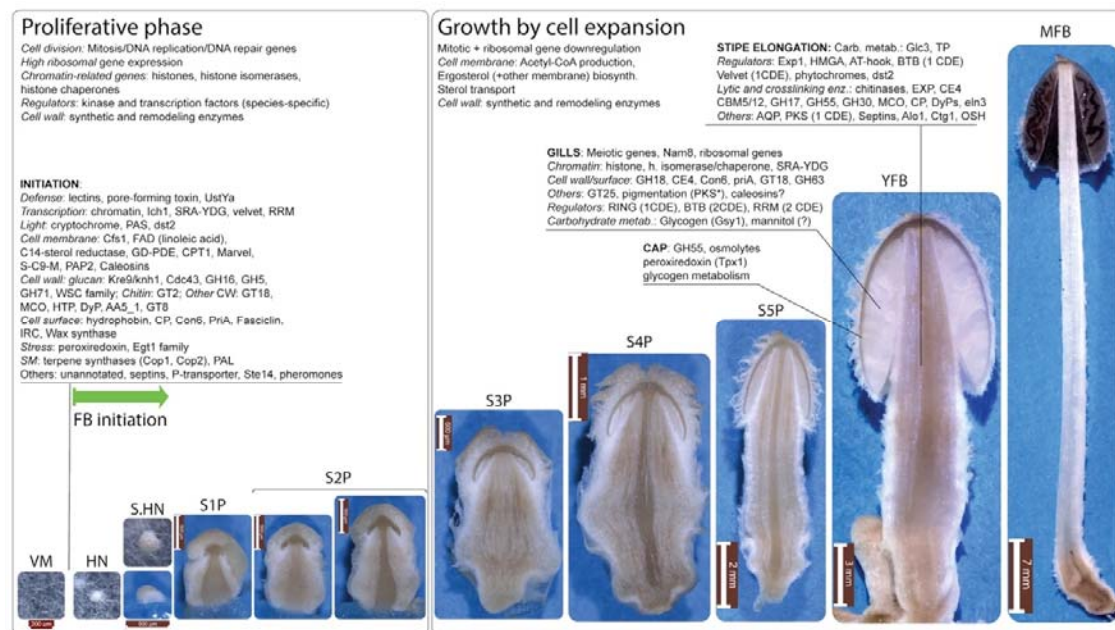 Proliferative phase
Cell division: Mitosis/DNA replication/DNA repair genes
High ribosomal gene expression
Chromatin-related genes: histones, histone isomerases,
histone chaperones
Regulators: kinase and transcription factors (species-specific)
Cell wall: synthetic and remodeling enzymes
INITIATION:
Defense: lectins, pore-forming toxin, UstYa
Transcription: chromatin, Ich1, SRA-YDG, velvet, RRM
Light: cryptochrome, PAS, dst2
Cell membrane: Cfs1, FAD (linoleic acid),
C14-sterol reductase, GD-PDE, CPT1, Marvel,
S-C9-M, PAP2, Caleosins
Cell wall: glucan: Kre9/knh1, Cdc43, GH16, GH5,
GH71, WSC family; Chitin: GT2; Other CW: GT18,
MCO, HTP, DyP, AA5_1, GT8
Cell surface: hydrophobin, CP, Con6, PriA, Fasciclin,
IRC, Wax synthase
Stress: peroxiredoxin, Egt1 family
SM: terpene synthases (Cop1, Cop2), PAL
Others: unannotated, septins, P-transporter, Ste14, pheromones
FB initiation
VM
HN
S.HN
S1P
S2P
Growth by cell expansion
Mitotic + ribosomal gene downregulation
Cell membrane: Acetyl-CoA production,
Ergosterol (+other membrane) biosynth.
Sterol transport
Cell wall: synthetic and remodeling enzymes
STIPE ELONGATION: Carb. metab.: Glc3, TP
Regulators: Exp1, HMGA, AT-hook, BTB (1 CDE)
Velvet (1CDE), phytochromes, dst2
Lytic and crosslinking enz.: chitinases, EXP, CE4
CBM5/12, GH17, GH55, GH30, MCO, CP, DyPs, eln3
Others: AQP, PKS (1 CDE), Septins, Alo1, Ctg1, OSH
GILLS: Meiotic genes, Nam8, ribosomal genes
Chromatin: histone, h. isomerase/chaperone, SRA-YDG
Cell wall/surface: GH18, CE4, Con6, priA, GT18, GH63
Others: GT25, pigmentation (PKS*), caleosins?
Regulators: RING (1CDE), BTB (2CDE), RRM (2 CDE)
Carbohydrate metab.: Glycogen (Gsy1), mannitol (?)
CAP: GH55, osmolytes
peroxiredoxin (Tpx1)
glycogen metabolism
S3P
S4P
1 mm
S5P
2 mm
YFB
3 mm
MFB
7 mm